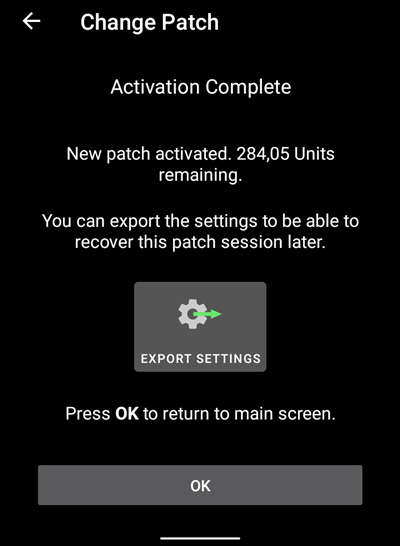 Change Patch
Activation Complete
New patch activated. 284,05 Units
remaining.
You can export the settings to be able to
recover this patch session later.
EXPORT SETTINGS
Press OK to return to main screen.
OK